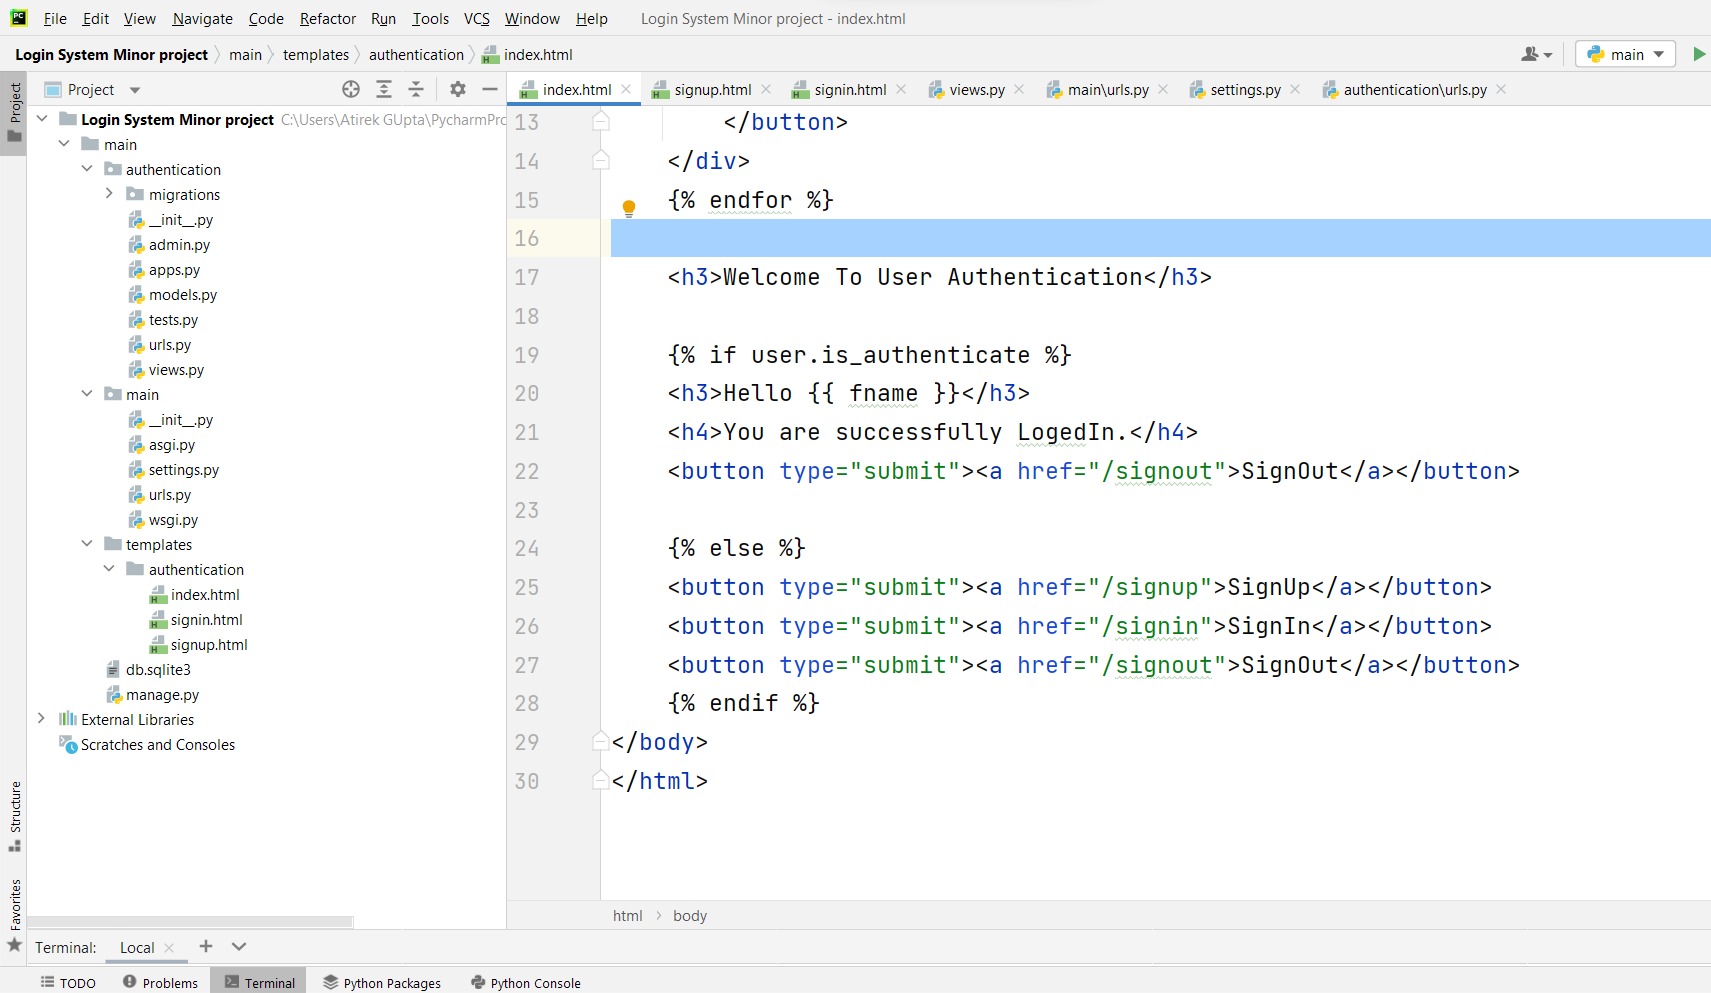 PC File Edit View Navigate Code Refactor Run Tools VCS Window Help Login System Minor project - index.html
Login System Minor project main templates authentication index.html main
Project
Project
index.html signup.html signin.html views.py main\urls.py settings.py authentication\urls.py
Login System Minor project C:\Users\Atirek GUpta\PycharmPro
main
authentication
migrations
__init__.py
admin.py
apps.py
models.py
tests.py
urls.py
views.py
main
__init__.py
asgi.py
settings.py
urls.py
wsgi.py
templates
authentication
index.html
signin.html
signup.html
db.sqlite3
manage.py
External Libraries
Scratches and Consoles
13 </button>
14 </div>
15 {% endfor %}
16
17 <h3>Welcome To User Authentication</h3>
18
19 {% if user.is_authenticate %}
20 <h3>Hello {{ fname }}</h3>
21 <h4>You are successfully LogedIn.</h4>
22 <button type="submit"><a href="/signout">SignOut</a></button>
23
24 {% else %}
25 <button type="submit"><a href="/signup">SignUp</a></button>
26 <button type="submit"><a href="/signin">SignIn</a></button>
27 <button type="submit"><a href="/signout">SignOut</a></button>
28 {% endif %}
29 </body>
30 </html>
html body
Structure
Favorites
Terminal: Local
TODO Problems Terminal Python Packages Python Console